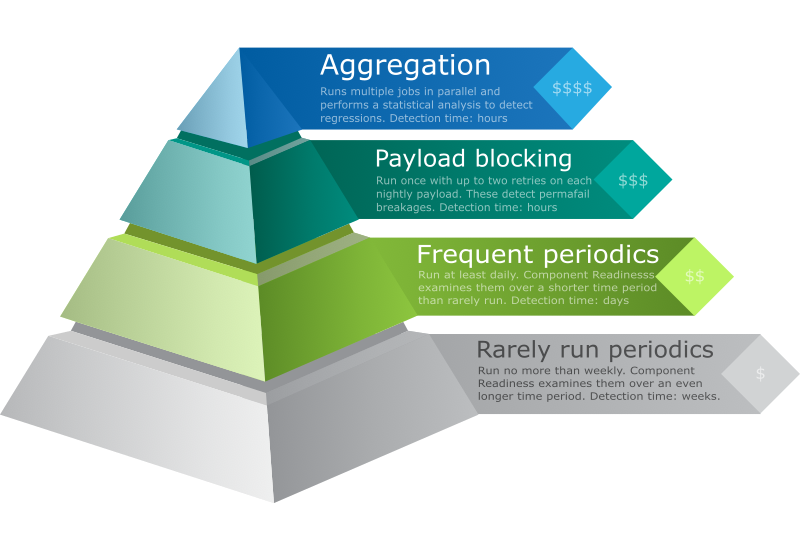 Aggregation
Runs multiple jobs in parallel and
performs a statistical analysis to detect
regressions. Detection time: hours
$$$$
Payload blocking
Run once with up to two retries on each
nightly payload. These detect permafail
breakages. Detection time: hours
$$$
Frequent periodics
Run at least daily. Component Readinesss
examines them over a shorter time period
than rarely run. Detection time: days
$$
Rarely run periodics
Run no more than weekly. Component
Readiness examines them over an even
longer time period. Detection time: weeks.
$